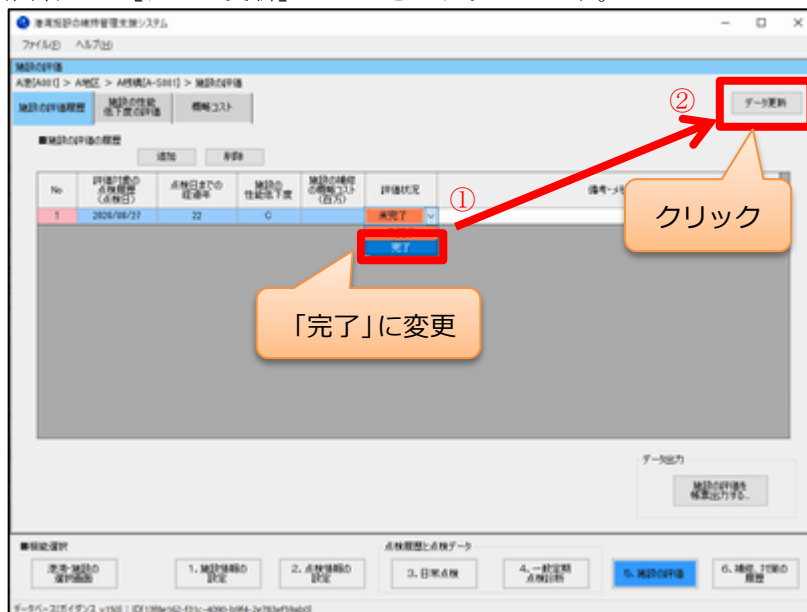 港湾施設の維持管理支援システム
ファイル(F) ヘルプ(H)
施設の評価
A港[A001] > A地区 > A桟橋[A-S001] > 施設の評価
施設の評価履歴 施設の性能低下度の評価 概略コスト
② データ更新
■施設の評価の履歴
追加 削除
No 評価対象の点検履歴(点検日) 点検日までの経過年 施設の性能低下度 施設の補修の概略コスト(百万) 評価状況
1 2020/08/27 22 C 未完了
①
クリック
完了
「完了」に変更
データ出力
施設の評価を帳票出力する..
■機能選択 点検履歴と点検データ
港湾・施設の選択画面 1. 施設情報の設定 2. 点検情報の設定 3. 日常点検 4. 一般定期点検診断 5. 施設の評価 6. 補修、対策の履歴